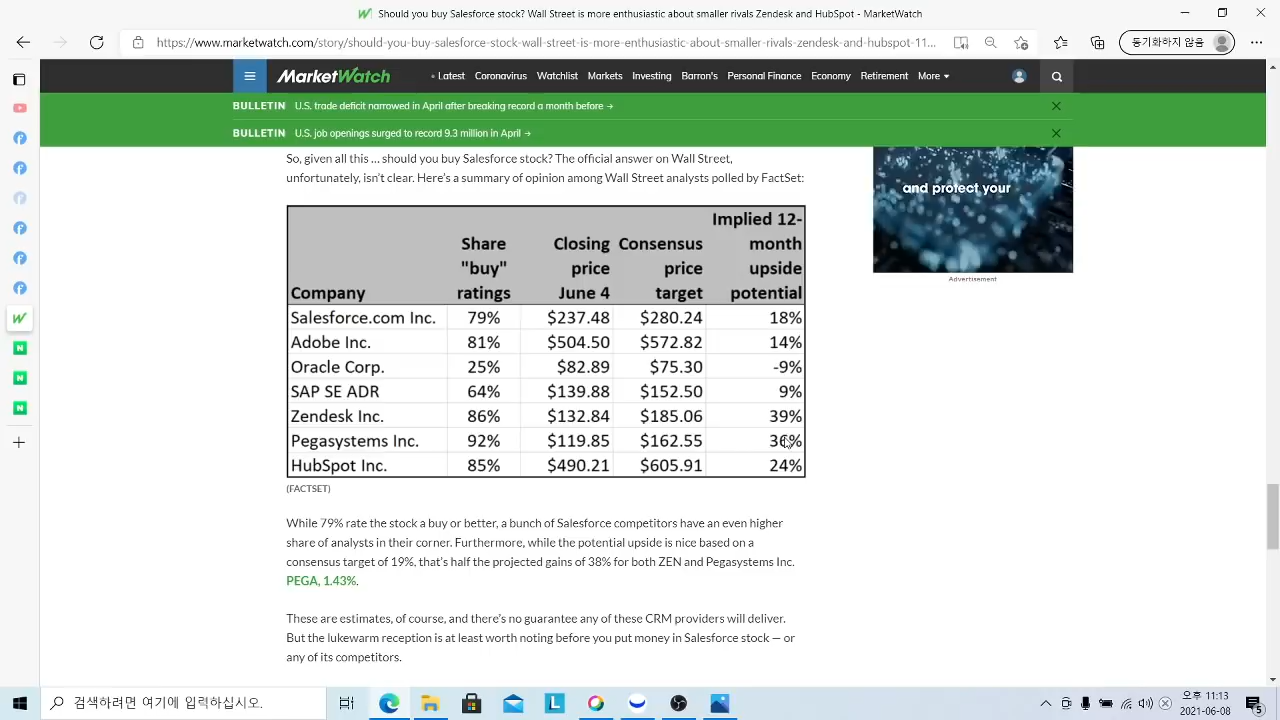 Should you buy Salesforce stock? Wall Street is more enthusiastic about smaller rivals Zendesk and HubSpot - MarketWatch
https://www.marketwatch.com/story/should-you-buy-salesforce-stock-wall-street-is-more-enthusiastic-about-smaller-rivals-zendesk-and-hubspot-11...
동기화하지 않음
MarketWatch
Latest Coronavirus Watchlist Markets Investing Barron's Personal Finance Economy Retirement More
BULLETIN U.S. trade deficit narrowed in April after breaking record a month before →
BULLETIN U.S. job openings surged to record 9.3 million in April →
So, given all this … should you buy Salesforce stock? The official answer on Wall Street,
unfortunately, isn't clear. Here's a summary of opinion among Wall Street analysts polled by FactSet:
and protect your
Advertisement
Company Share "buy" ratings Closing price June 4 Consensus price target Implied 12-month upside potential
Salesforce.com Inc. 79% $237.48 $280.24 18%
Adobe Inc. 81% $504.50 $572.82 14%
Oracle Corp. 25% $82.89 $75.30 -9%
SAP SE ADR 64% $139.88 $152.50 9%
Zendesk Inc. 86% $132.84 $185.06 39%
Pegasystems Inc. 92% $119.85 $162.55 36%
HubSpot Inc. 85% $490.21 $605.91 24%
(FACTSET)
While 79% rate the stock a buy or better, a bunch of Salesforce competitors have an even higher
share of analysts in their corner. Furthermore, while the potential upside is nice based on a
consensus target of 19%, that's half the projected gains of 38% for both ZEN and Pegasystems Inc.
PEGA, 1.43%.
These are estimates, of course, and there's no guarantee any of these CRM providers will deliver.
But the lukewarm reception is at least worth noting before you put money in Salesforce stock — or
any of its competitors.
검색하려면 여기에 입력하십시오.
오후 11:13
2021-06-08
5